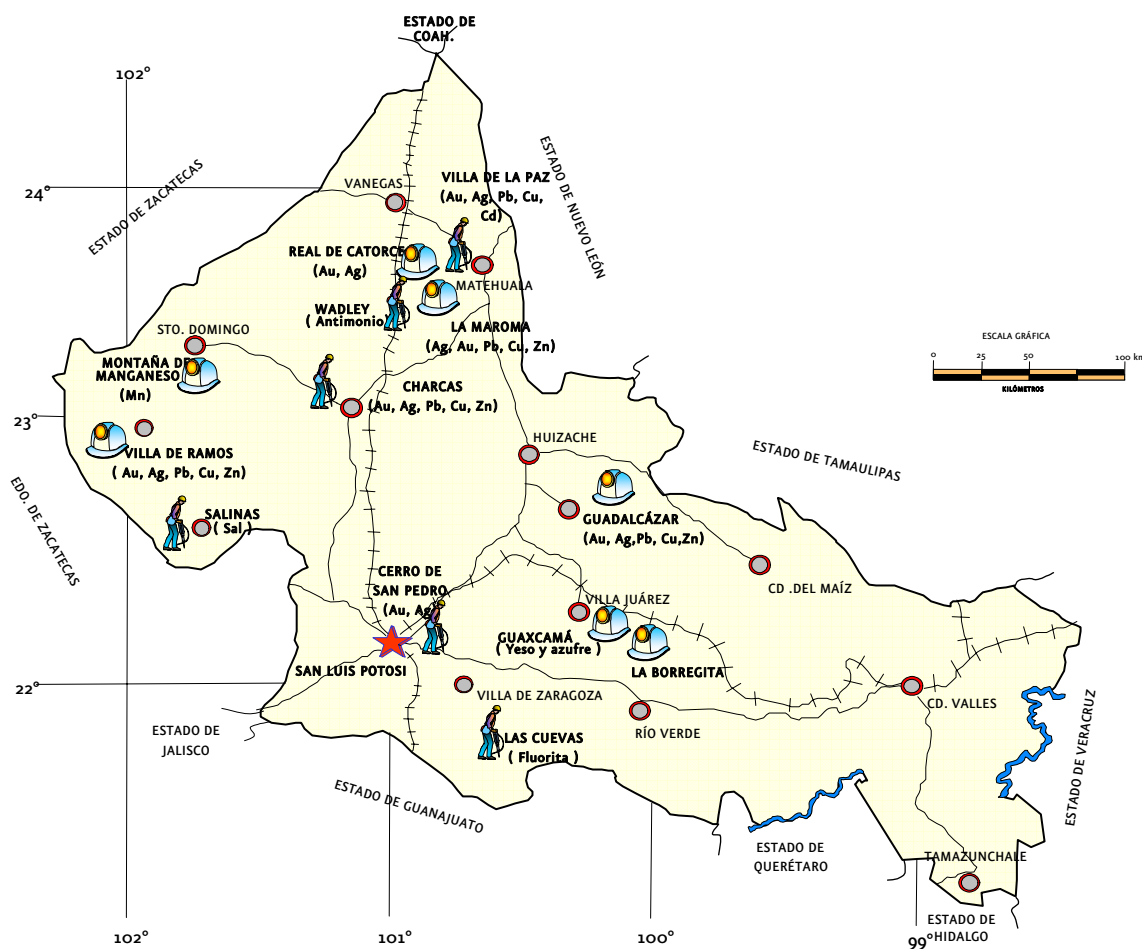 ESTADO DE
COAH.
102°
24°
ESTADO DE ZACATECAS
VANEGAS
VILLA DE LA PAZ
(Au, Ag, Pb, Cu,
Cd)
ESTADO DE NUEVO LEÓN
REAL DE CATORCE
(Au, Ag)
MATEHUALA
WADLEY
( Antimonio)
LA MAROMA
(Ag, Au, Pb, Cu, Zn)
STO. DOMINGO
MONTAÑA DE
MANGANESO
(Mn)
CHARCAS
(Au, Ag, Pb, Cu, Zn)
ESCALA GRÁFICA
0 25 50 100 km
KILÓMETROS
23°
VILLA DE RAMOS
( Au, Ag, Pb, Cu, Zn)
HUIZACHE
ESTADO DE TAMAULIPAS
EDO. DE ZACATECAS
SALINAS
( Sal )
GUADALCÁZAR
(Au, Ag,Pb, Cu,Zn)
CD .DEL MAÍZ
CERRO DE
SAN PEDRO
(Au, Ag
VILLA JUÁREZ
GUAXCAMÁ
( Yeso y azufre )
LA BORREGITA
SAN LUIS POTOSI
22°
VILLA DE ZARAGOZA
CD. VALLES
RÍO VERDE
ESTADO DE
JALISCO
LAS CUEVAS
( Fluorita )
ESTADO DE VERACRUZ
ESTADO DE GUANAJUATO
ESTADO DE
QUERÉTARO
TAMAZUNCHALE
ESTADO DE
HIDALGO
102°
101°
100°
99°